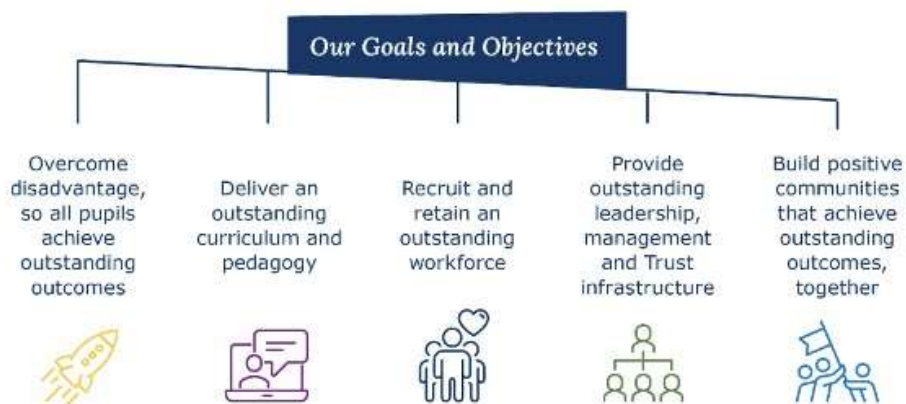 Our Goals and Objectives
Overcome
disadvantage,
so all pupils
achieve
outstanding
outcomes
Deliver an
outstanding
curriculum and
pedagogy
Recruit and
retain an
outstanding
workforce
Provide
outstanding
leadership,
management
and Trust
infrastructure
Build positive
communities
that achieve
outstanding
outcomes,
together